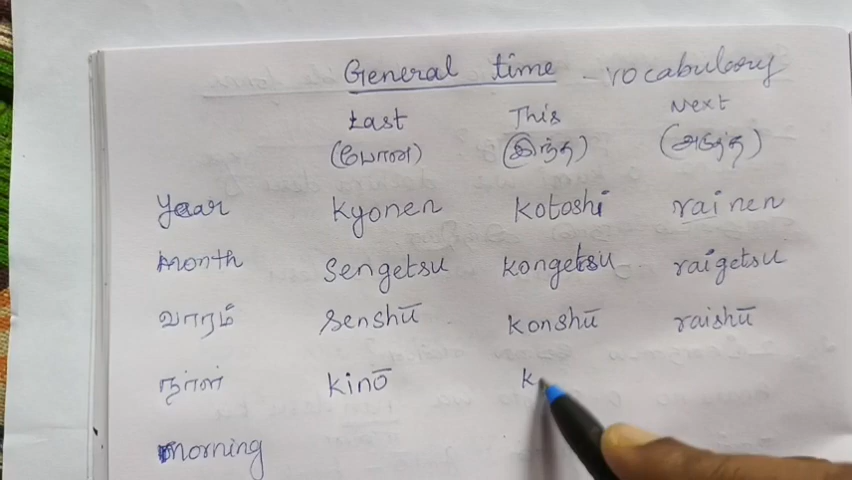 General time - vocabulary
Last This Next
(போன) (இந்த) (அடுத்த)
year kyonen kotoshi rainen
month sengetsu kongetsu raigetsu
வாரம் senshū konshū raishū
நாள் kinō k
morning